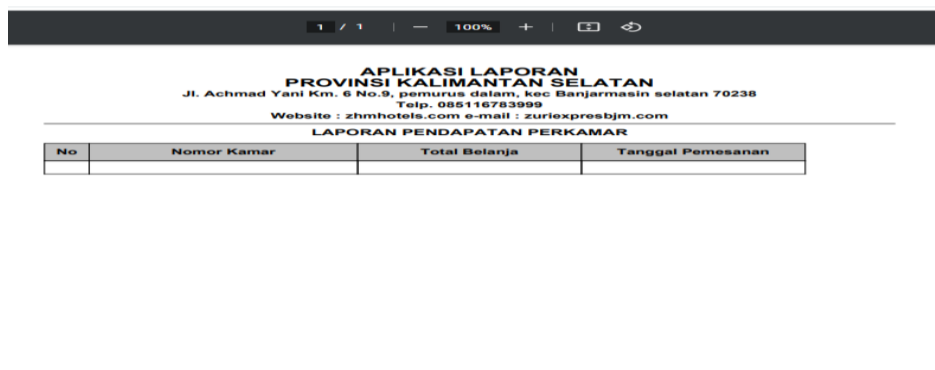 1 / 1 | — 100% + |
APLIKASI LAPORAN
PROVINSI KALIMANTAN SELATAN
Jl. Achmad Yani Km. 6 No.9, pemurus dalam, kec Banjarmasin selatan 70238
Telp. 085116783999
Website : zhmhotels.com e-mail : zuriexpresbjm.com
LAPORAN PENDAPATAN PERKAMAR
No Nomor Kamar Total Belanja Tanggal Pemesanan